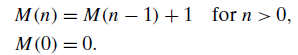 M(n) = M(n − 1) + 1 for n > 0,
M(0) = 0.